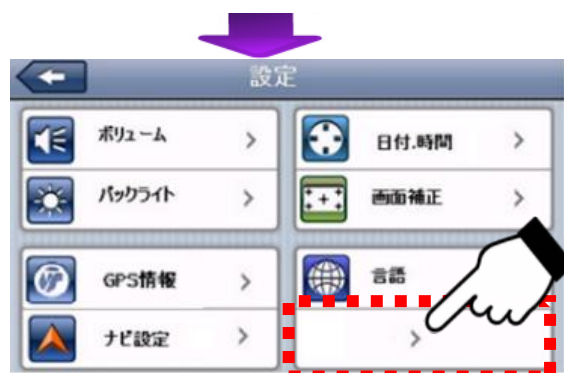 設定
ボリューム
日付.時間
バックライト
画面補正
GPS情報
言語
ナビ設定